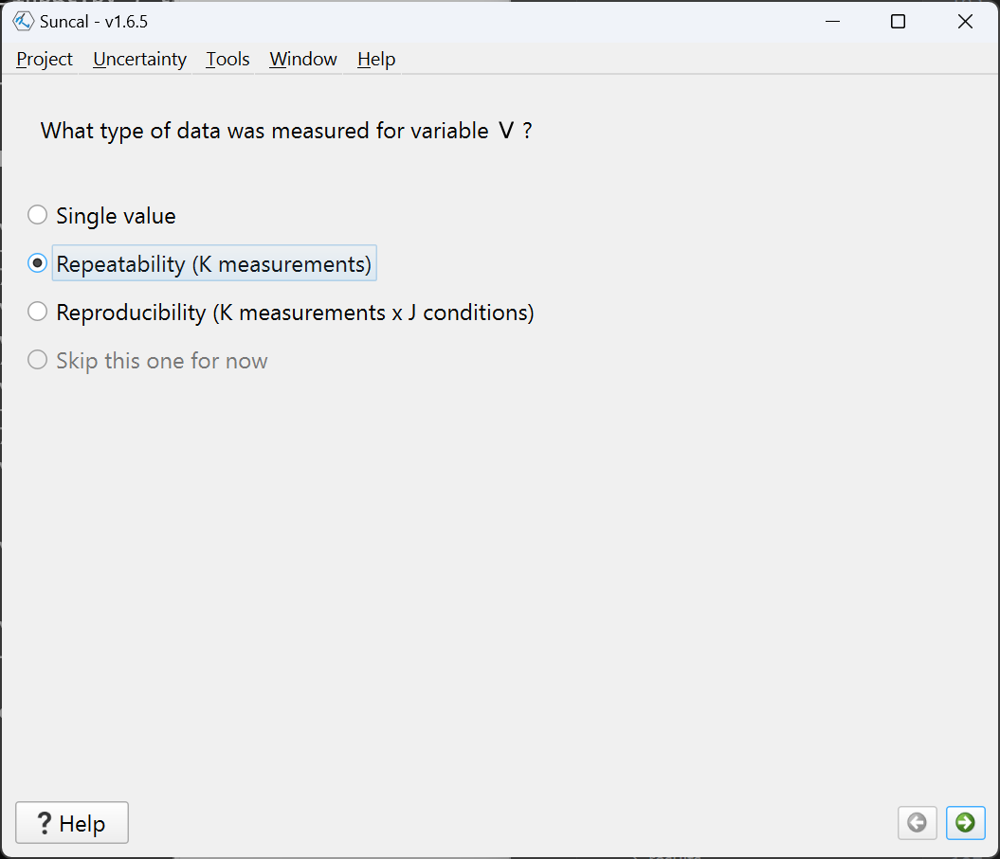 Suncal - v1.6.5
Project Uncertainty Tools Window Help
What type of data was measured for variable V ?
Single value
Repeatability (K measurements)
Reproducibility (K measurements x J conditions)
Skip this one for now
? Help